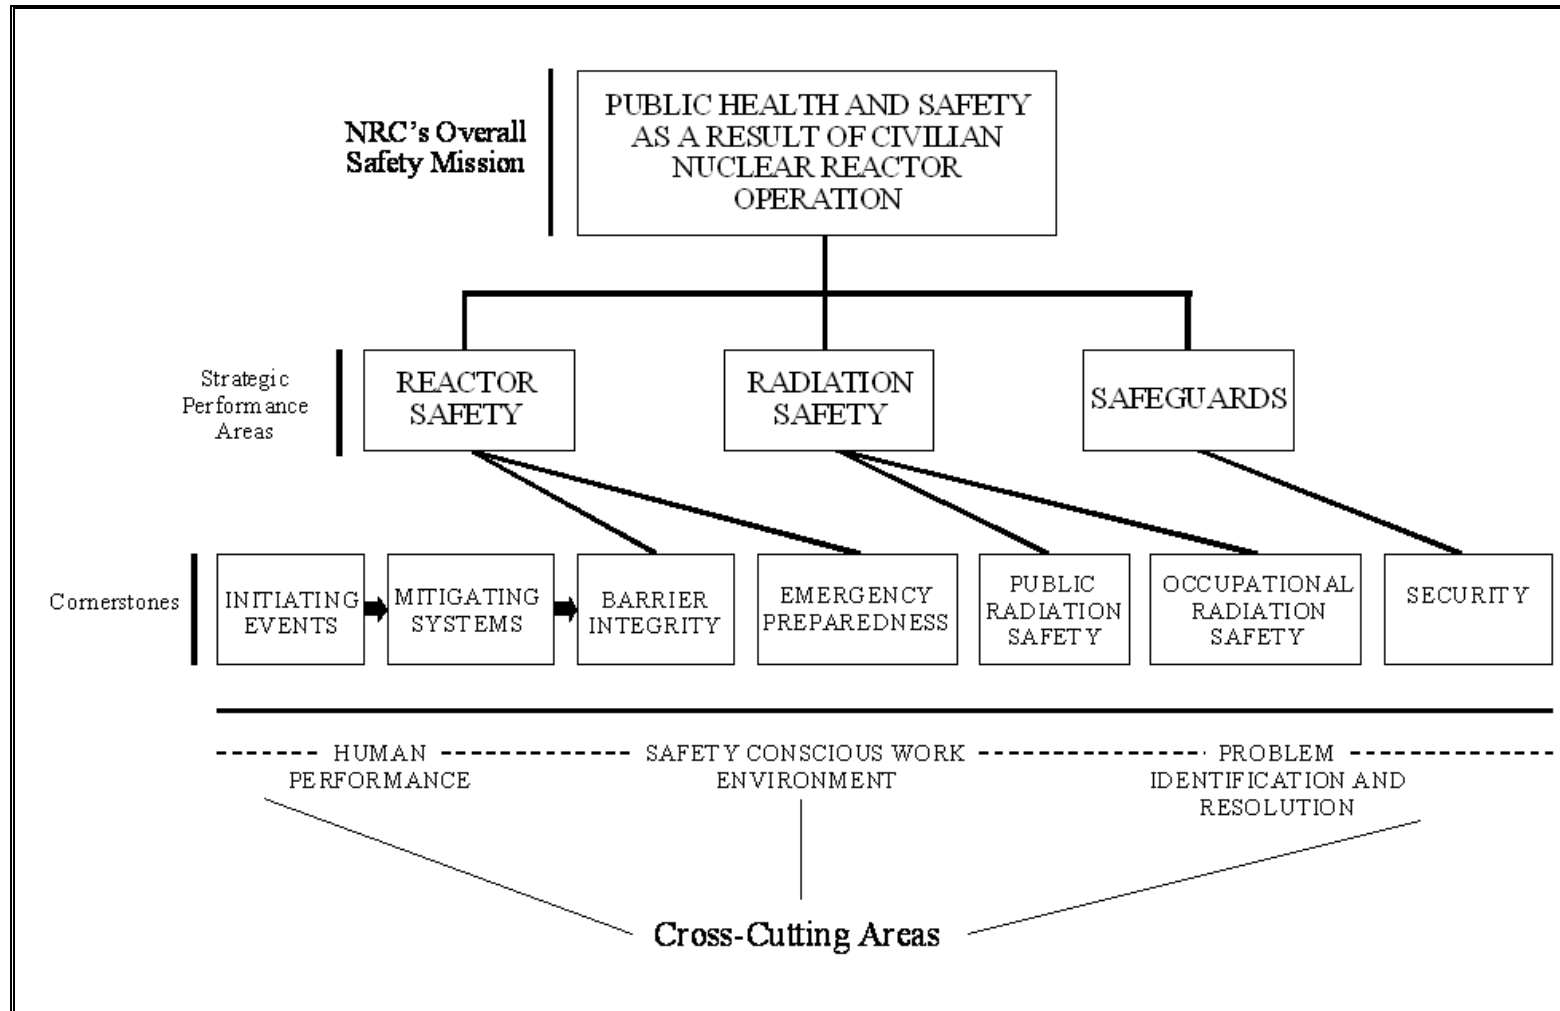 NRC's Overall
Safety Mission
PUBLIC HEALTH AND SAFETY
AS A RESULT OF CIVILIAN
NUCLEAR REACTOR
OPERATION
Strategic
Performance
Areas
REACTOR
SAFETY
RADIATION
SAFETY
SAFEGUARDS
Cornerstones
INITIATING
EVENTS
MITIGATING
SYSTEMS
BARRIER
INTEGRITY
EMERGENCY
PREPAREDNESS
PUBLIC
RADIATION
SAFETY
OCCUPATIONAL
RADIATION
SAFETY
SECURITY
HUMAN
PERFORMANCE
SAFETY CONSCIOUS WORK
ENVIRONMENT
PROBLEM
IDENTIFICATION AND
RESOLUTION
Cross-Cutting Areas